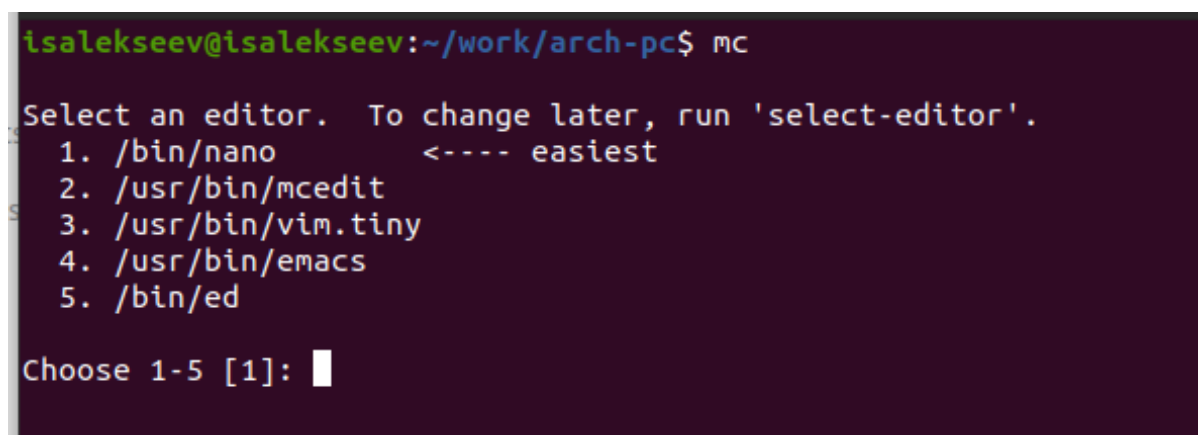 isalekseev@isalekseev:~/work/arch-pc$ mc
Select an editor.  To change later, run 'select-editor'.
  1. /bin/nano        <---- easiest
  2. /usr/bin/mcedit
  3. /usr/bin/vim.tiny
  4. /usr/bin/emacs
  5. /bin/ed
Choose 1-5 [1]: